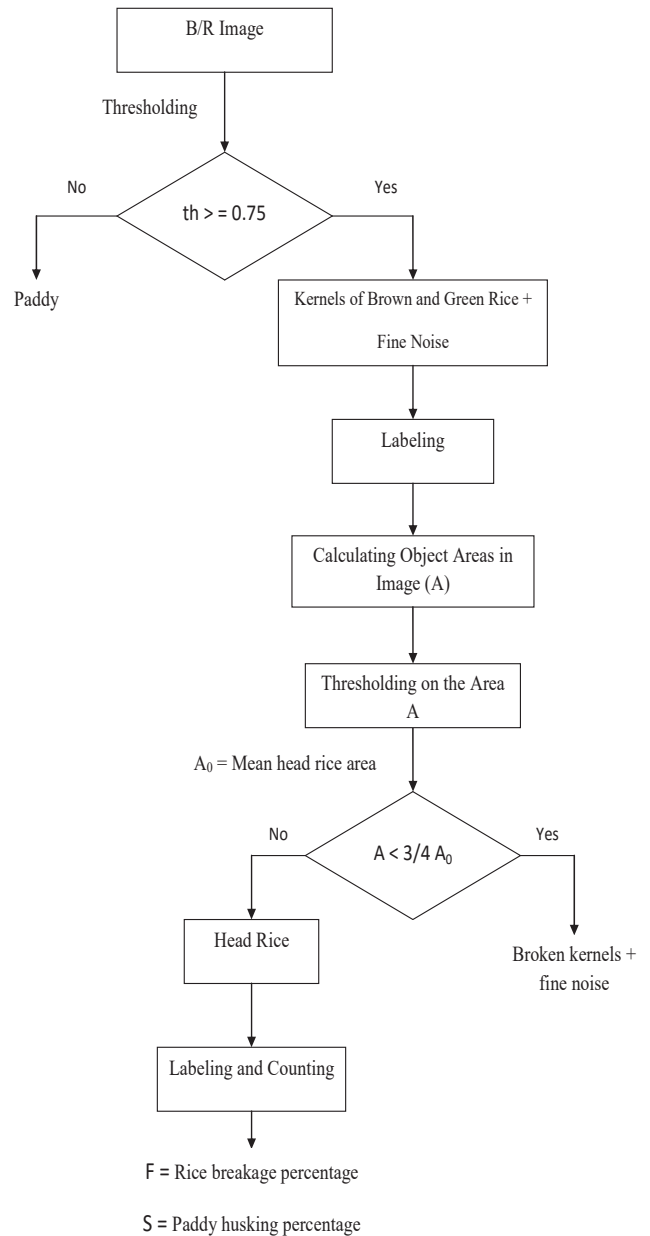 B/R Image
Thresholding
No
Yes
th > = 0.75
Paddy
Kernels of Brown and Green Rice +
Fine Noise
Labeling
Calculating Object Areas in
Image (A)
Thresholding on the Area
A
A₀ = Mean head rice area
No
Yes
A < 3/4 A₀
Head Rice
Broken kernels +
fine noise
Labeling and Counting
F = Rice breakage percentage
S = Paddy husking percentage